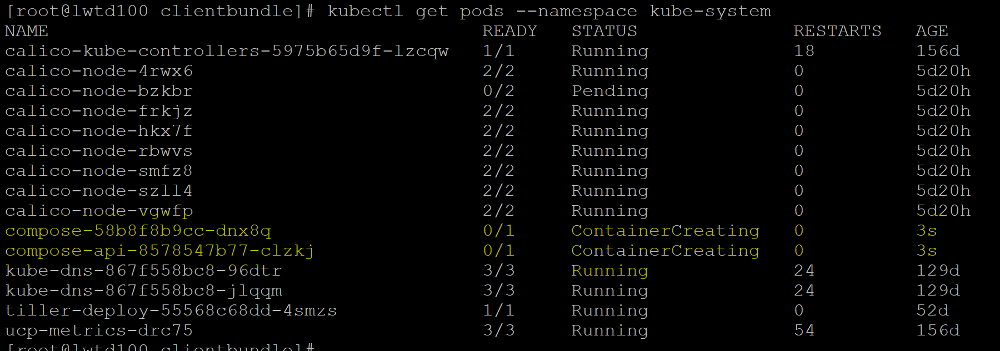 [root@lwtd100 clientbundle]# kubectl get pods --namespace kube-system
NAME READY STATUS RESTARTS AGE
calico-kube-controllers-5975b65d9f-lzcqw 1/1 Running 18 156d
calico-node-4rwx6 2/2 Running 0 5d20h
calico-node-bzkbr 0/2 Pending 0 5d20h
calico-node-frkjz 2/2 Running 0 5d20h
calico-node-hkx7f 2/2 Running 0 5d20h
calico-node-rbwvs 2/2 Running 0 5d20h
calico-node-smfz8 2/2 Running 0 5d20h
calico-node-szll4 2/2 Running 0 5d20h
calico-node-vgwfp 2/2 Running 0 5d20h
compose-58b8f8b9cc-dnx8q 0/1 ContainerCreating 0 3s
compose-api-8578547b77-clzkj 0/1 ContainerCreating 0 3s
kube-dns-867f558bc8-96dtr 3/3 Running 24 129d
kube-dns-867f558bc8-jlqqm 3/3 Running 24 129d
tiller-deploy-55568c68dd-4smzs 1/1 Running 0 52d
ucp-metrics-drc75 3/3 Running 54 156d
[root@lwtd100 clientbundle]#